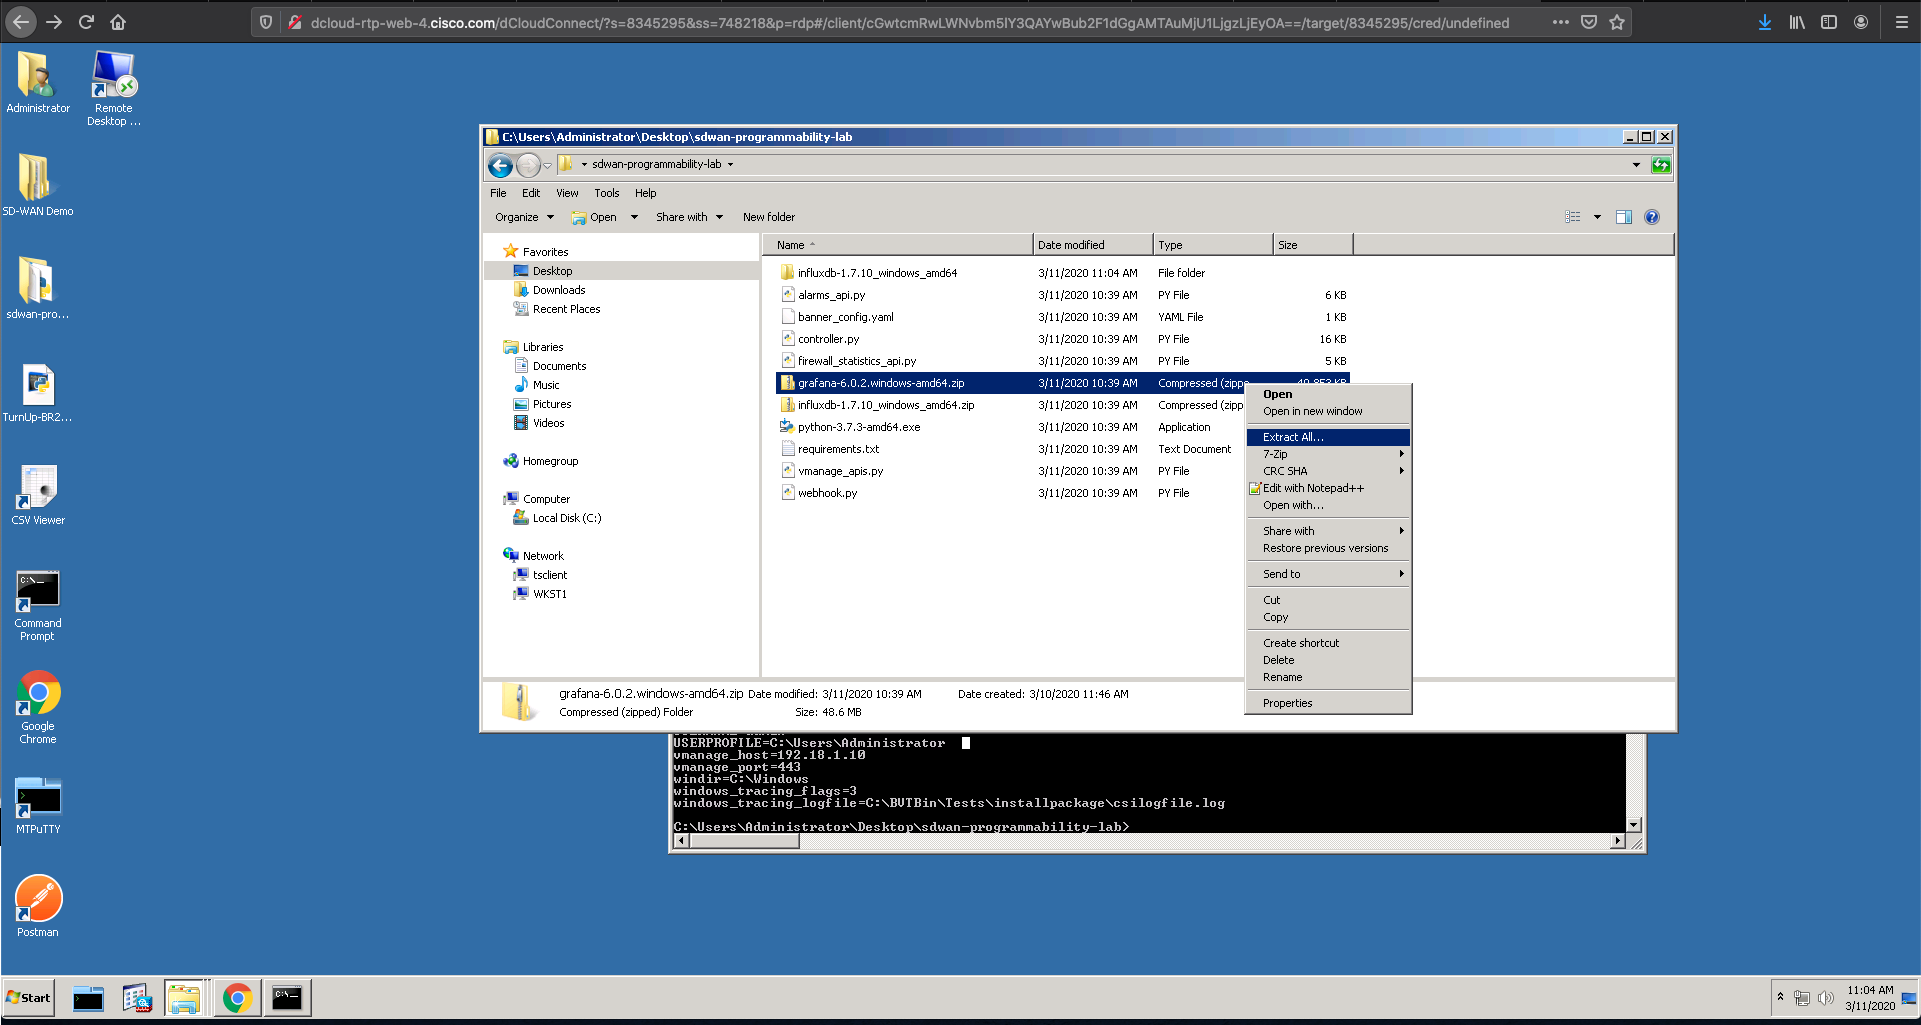 dcloud-rtp-web-4.cisco.com/dCloudConnect/?s=8345295&ss=748218&p=rdp#/client/cGwtcmRwLWNvbm5lY3QAYwBub2F1dGgAMTAuMjU1LjgzLjEyOA==/target/8345295/cred/undefined
Administrator
Remote Desktop ...
SD-WAN Demo
sdwan-pro...
TurnUp-BR2...
CSV Viewer
C:\_
Command Prompt
Google Chrome
MTPuTTY
Postman
C:\Users\Administrator\Desktop\sdwan-programmability-lab
sdwan-programmability-lab
File Edit View Tools Help
Organize Open Share with New folder
Favorites
Desktop
Downloads
Recent Places
Libraries
Documents
Music
Pictures
Videos
Homegroup
Computer
Local Disk (C:)
Network
tsclient
WKST1
Name Date modified Type Size
influxdb-1.7.10_windows_amd64 3/11/2020 11:04 AM File folder
alarms_api.py 3/11/2020 10:39 AM PY File 6 KB
banner_config.yaml 3/11/2020 10:39 AM YAML File 1 KB
controller.py 3/11/2020 10:39 AM PY File 16 KB
firewall_statistics_api.py 3/11/2020 10:39 AM PY File 5 KB
grafana-6.0.2.windows-amd64.zip 3/11/2020 10:39 AM Compressed (zippe...
influxdb-1.7.10_windows_amd64.zip 3/11/2020 10:39 AM Compressed (zipp
python-3.7.3-amd64.exe 3/11/2020 10:39 AM Application
requirements.txt 3/11/2020 10:39 AM Text Document
vmanage_apis.py 3/11/2020 10:39 AM PY File
webhook.py 3/11/2020 10:39 AM PY File
Open
Open in new window
Extract All...
7-Zip
CRC SHA
Edit with Notepad++
Open with...
Share with
Restore previous versions
Send to
Cut
Copy
Create shortcut
Delete
Rename
Properties
grafana-6.0.2.windows-amd64.zip Date modified: 3/11/2020 10:39 AM Date created: 3/10/2020 11:46 AM
Compressed (zipped) Folder Size: 48.6 MB
USERPROFILE=C:\Users\Administrator
vmanage_host=192.18.1.10
vmanage_port=443
windir=C:\Windows
windows_tracing_flags=3
windows_tracing_logfile=C:\BVTBin\Tests\installpackage\csilogfile.log
C:\Users\Administrator\Desktop\sdwan-programmability-lab>
Start
C:\_
11:04 AM
3/11/2020